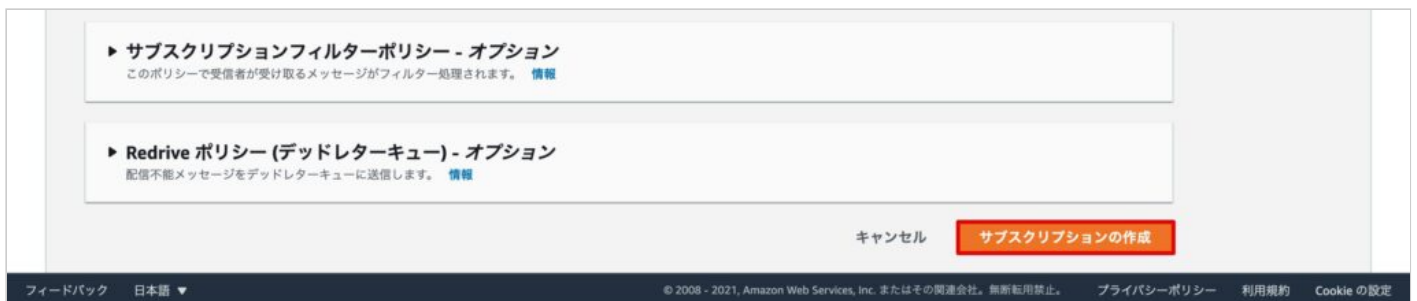 ▶ サブスクリプションフィルターポリシー - オプション
このポリシーで受信者が受け取るメッセージがフィルター処理されます。 情報
▶ Redrive ポリシー (デッドレターキュー) - オプション
配信不能メッセージをデッドレターキューに送信します。 情報
キャンセル サブスクリプションの作成
フィードバック 日本語 ▼ © 2008 - 2021, Amazon Web Services, Inc. またはその関連会社。無断転用禁止。 プライバシーポリシー 利用規約 Cookie の設定